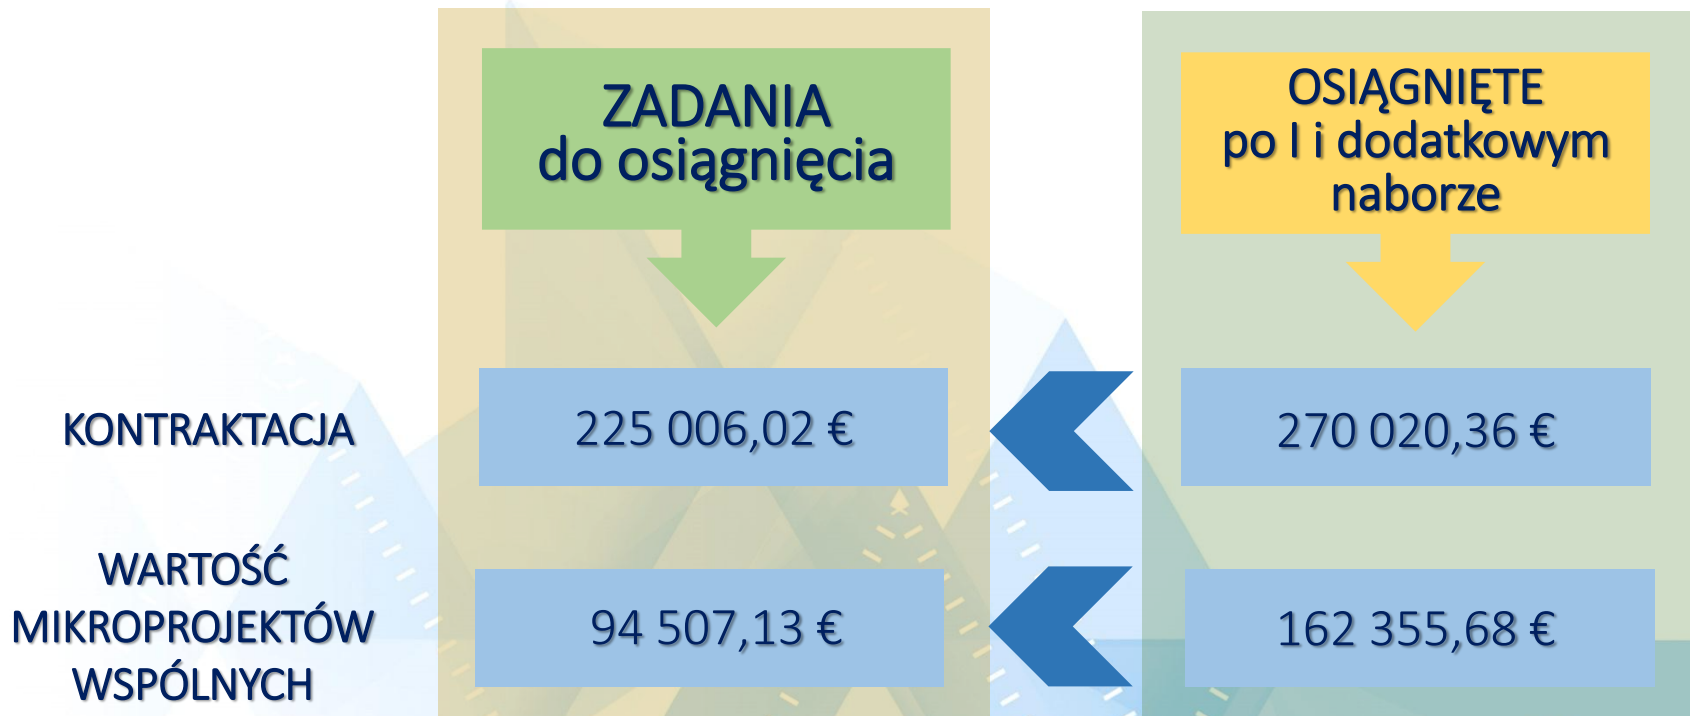 ZADANIA
do osiągnięcia
OSIĄGNIĘTE
po I i dodatkowym
naborze
KONTRAKTACJA
225 006,02 €
270 020,36 €
WARTOŚĆ
MIKROPROJEKTÓW
WSPÓLNYCH
94 507,13 €
162 355,68 €